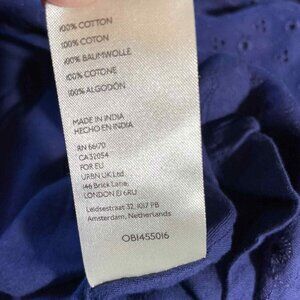 100% COTTON
100% COTON
100% BAUMWOLLE
100% COTONE
100% ALGODÓN
MADE IN INDIA
HECHO EN INDIA
RN 66170
CA 32054
FOR EU
URBN UK Ltd.
146 Brick Lane,
LONDON E1 6RU
Leidsestraat 32, 1017 PB
Amsterdam, Netherlands
OB1455016